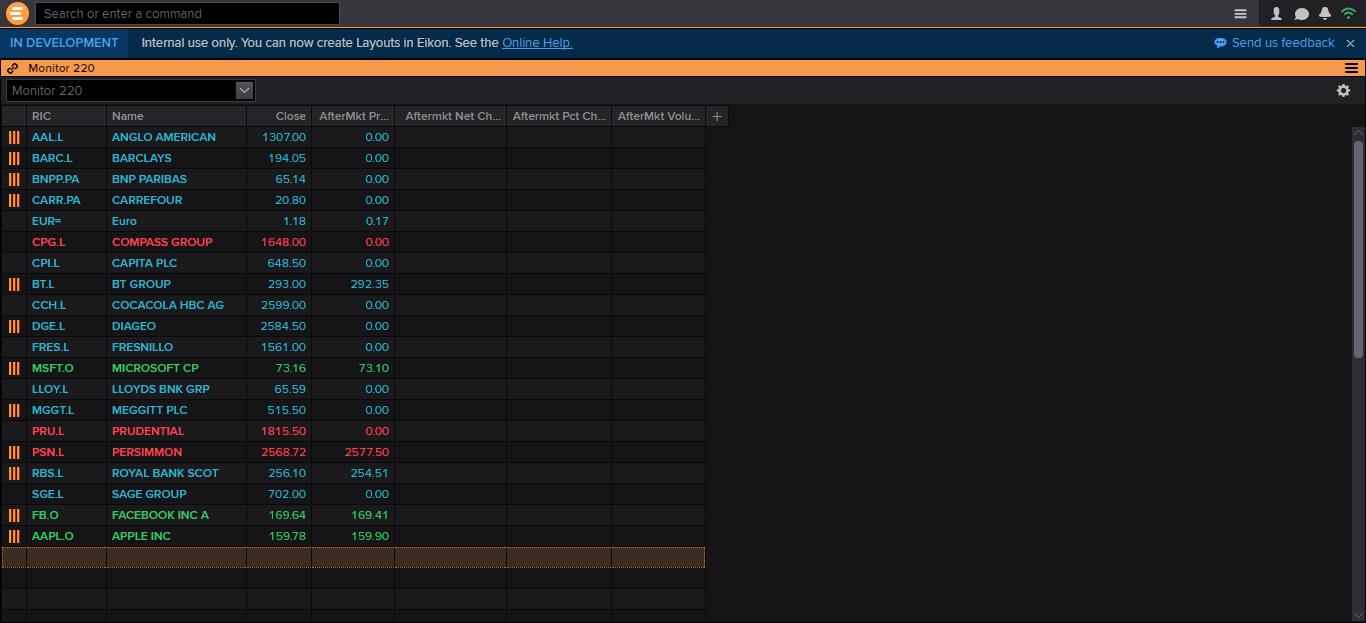 Search or enter a command
IN DEVELOPMENT Internal use only. You can now create Layouts in Eikon. See the Online Help. Send us feedback
Monitor 220
Monitor 220
RIC Name Close AfterMkt Pr... Aftermkt Net Ch... Aftermkt Pct Ch... AfterMkt Volu... +
AAL.L ANGLO AMERICAN 1307.00 0.00
BARC.L BARCLAYS 194.05 0.00
BNPP.PA BNP PARIBAS 65.14 0.00
CARR.PA CARREFOUR 20.80 0.00
EUR= Euro 1.18 0.17
CPG.L COMPASS GROUP 1648.00 0.00
CPI.L CAPITA PLC 648.50 0.00
BT.L BT GROUP 293.00 292.35
CCH.L COCACOLA HBC AG 2599.00 0.00
DGE.L DIAGEO 2584.50 0.00
FRES.L FRESNILLO 1561.00 0.00
MSFT.O MICROSOFT CP 73.16 73.10
LLOY.L LLOYDS BNK GRP 65.59 0.00
MGGT.L MEGGITT PLC 515.50 0.00
PRU.L PRUDENTIAL 1815.50 0.00
PSN.L PERSIMMON 2568.72 2577.50
RBS.L ROYAL BANK SCOT 256.10 254.51
SGE.L SAGE GROUP 702.00 0.00
FB.O FACEBOOK INC A 169.64 169.41
AAPL.O APPLE INC 159.78 159.90